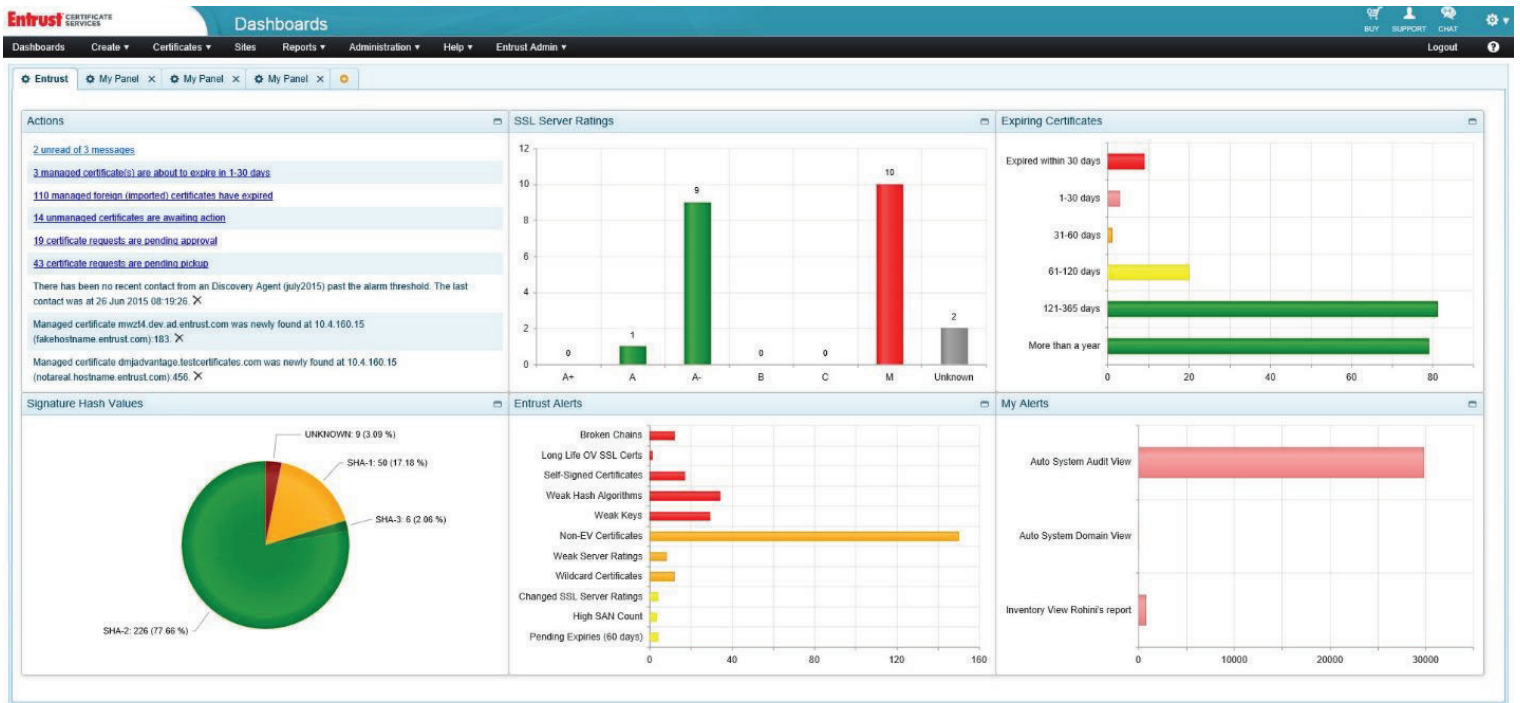 Entrust CERTIFICATE SERVICES
Dashboards
BUY SUPPORT CHAT
Dashboards Create Certificates Sites Reports Administration Help Entrust Admin Logout ?
Entrust My Panel My Panel My Panel
Actions
2 unread of 3 messages
3 managed certificate(s) are about to expire in 1-30 days
110 managed foreign (imported) certificates have expired
14 unmanaged certificates are awaiting action
19 certificate requests are pending approval
43 certificate requests are pending pickup
There has been no recent contact from an Discovery Agent (july2015) past the alarm threshold. The last
contact was at 26 Jun 2015 08:19:26.
Managed certificate mwzt4.dev.ad.entrust.com was newly found at 10.4.160.15
(fakehostname.entrust.com):183.
Managed certificate dmjadvantage.testcertificates.com was newly found at 10.4.160.15
(notareal.hostname.entrust.com):456.
SSL Server Ratings
12
10
8
6
4
2
0
0 1 9 0 0 10 2
A+ A A- B C M Unknown
Expiring Certificates
Expired within 30 days
1-30 days
31-60 days
61-120 days
121-365 days
More than a year
0 20 40 60 80
Signature Hash Values
UNKNOWN: 9 (3.09 %)
SHA-1: 50 (17.18 %)
SHA-3: 6 (2.06 %)
SHA-2: 226 (77.66 %)
Entrust Alerts
Broken Chains
Long Life OV SSL Certs
Self-Signed Certificates
Weak Hash Algorithms
Weak Keys
Non-EV Certificates
Weak Server Ratings
Wildcard Certificates
Changed SSL Server Ratings
High SAN Count
Pending Expiries (60 days)
0 40 80 120 160
My Alerts
Auto System Audit View
Auto System Domain View
Inventory View Rohini's report
0 10000 20000 30000